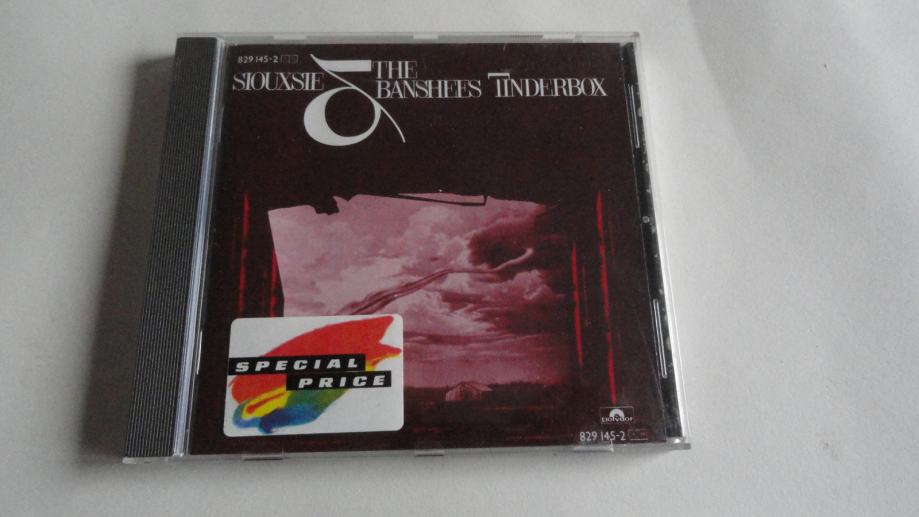 829 145-2
SIOUXSIE & THE BANSHEES TINDERBOX
SPECIAL
PRICE
polydor
829 145-2